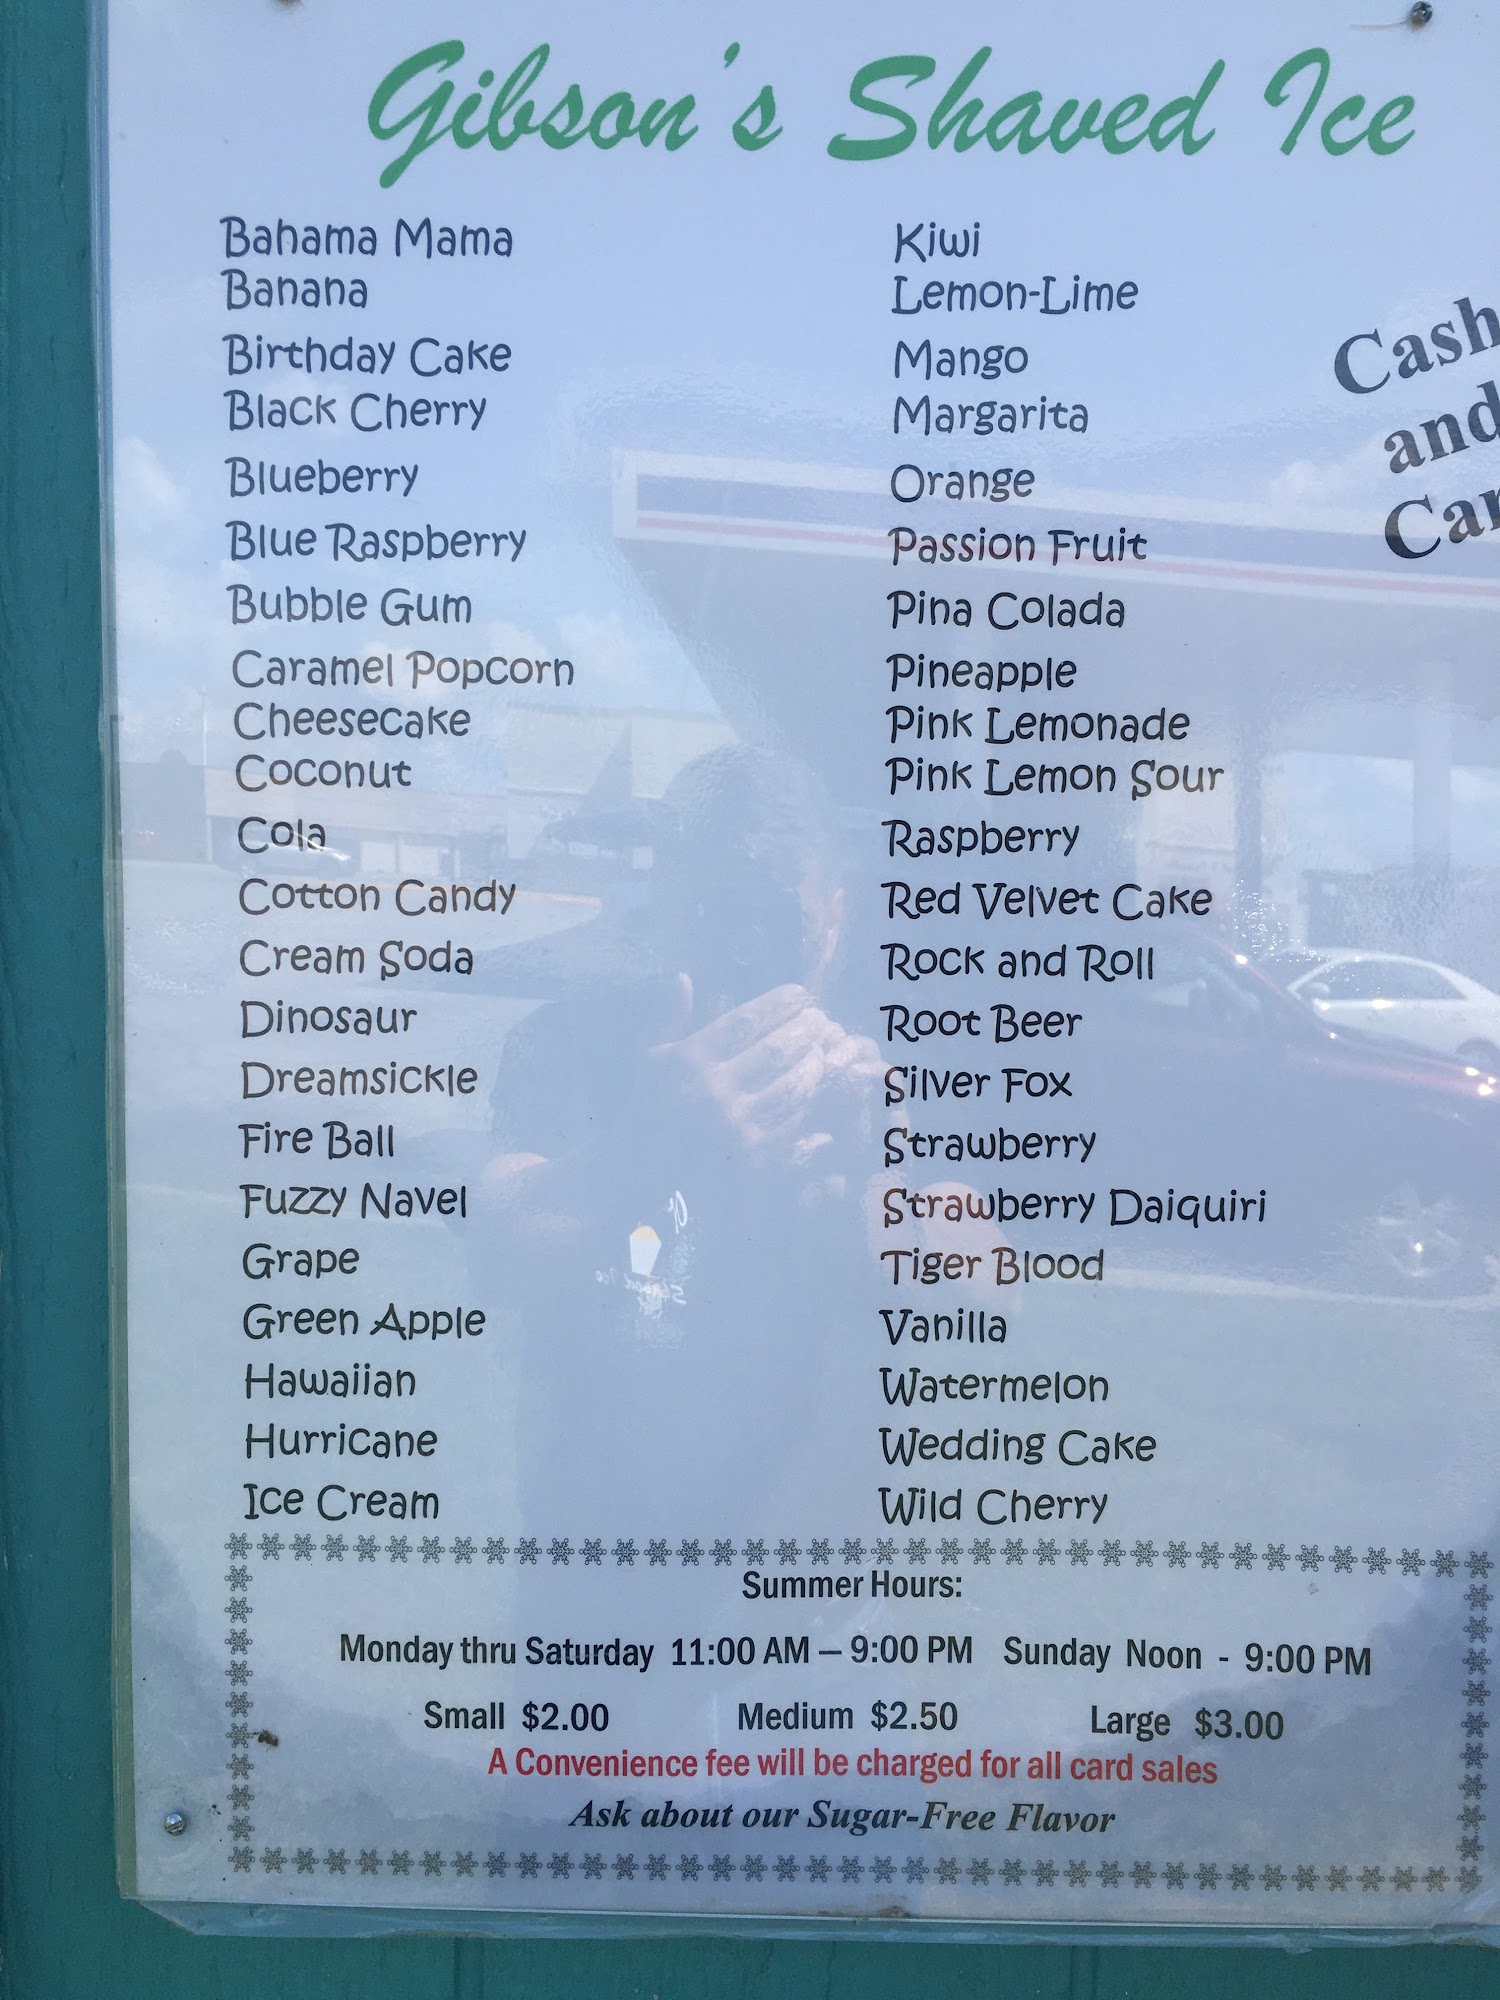 Gibson's Shaved Ice
Bahama Mama
Banana
Birthday Cake
Black Cherry
Blueberry
Blue Raspberry
Bubble Gum
Caramel Popcorn
Cheesecake
Coconut
Cola
Cotton Candy
Cream Soda
Dinosaur
Dreamsickle
Fire Ball
Fuzzy Navel
Grape
Green Apple
Hawaiian
Hurricane
Ice Cream
Kiwi
Lemon-Lime
Mango
Margarita
Orange
Passion Fruit
Pina Colada
Pineapple
Pink Lemonade
Pink Lemon Sour
Raspberry
Red Velvet Cake
Rock and Roll
Root Beer
Silver Fox
Strawberry
Strawberry Daiquiri
Tiger Blood
Vanilla
Watermelon
Wedding Cake
Wild Cherry
Cash
and
Summer Hours:
Monday thru Saturday 11:00 AM – 9:00 PM Sunday Noon - 9:00 PM
Small $2.00 Medium $2.50 Large $3.00
A Convenience fee will be charged for all card sales
Ask about our Sugar-Free Flavor